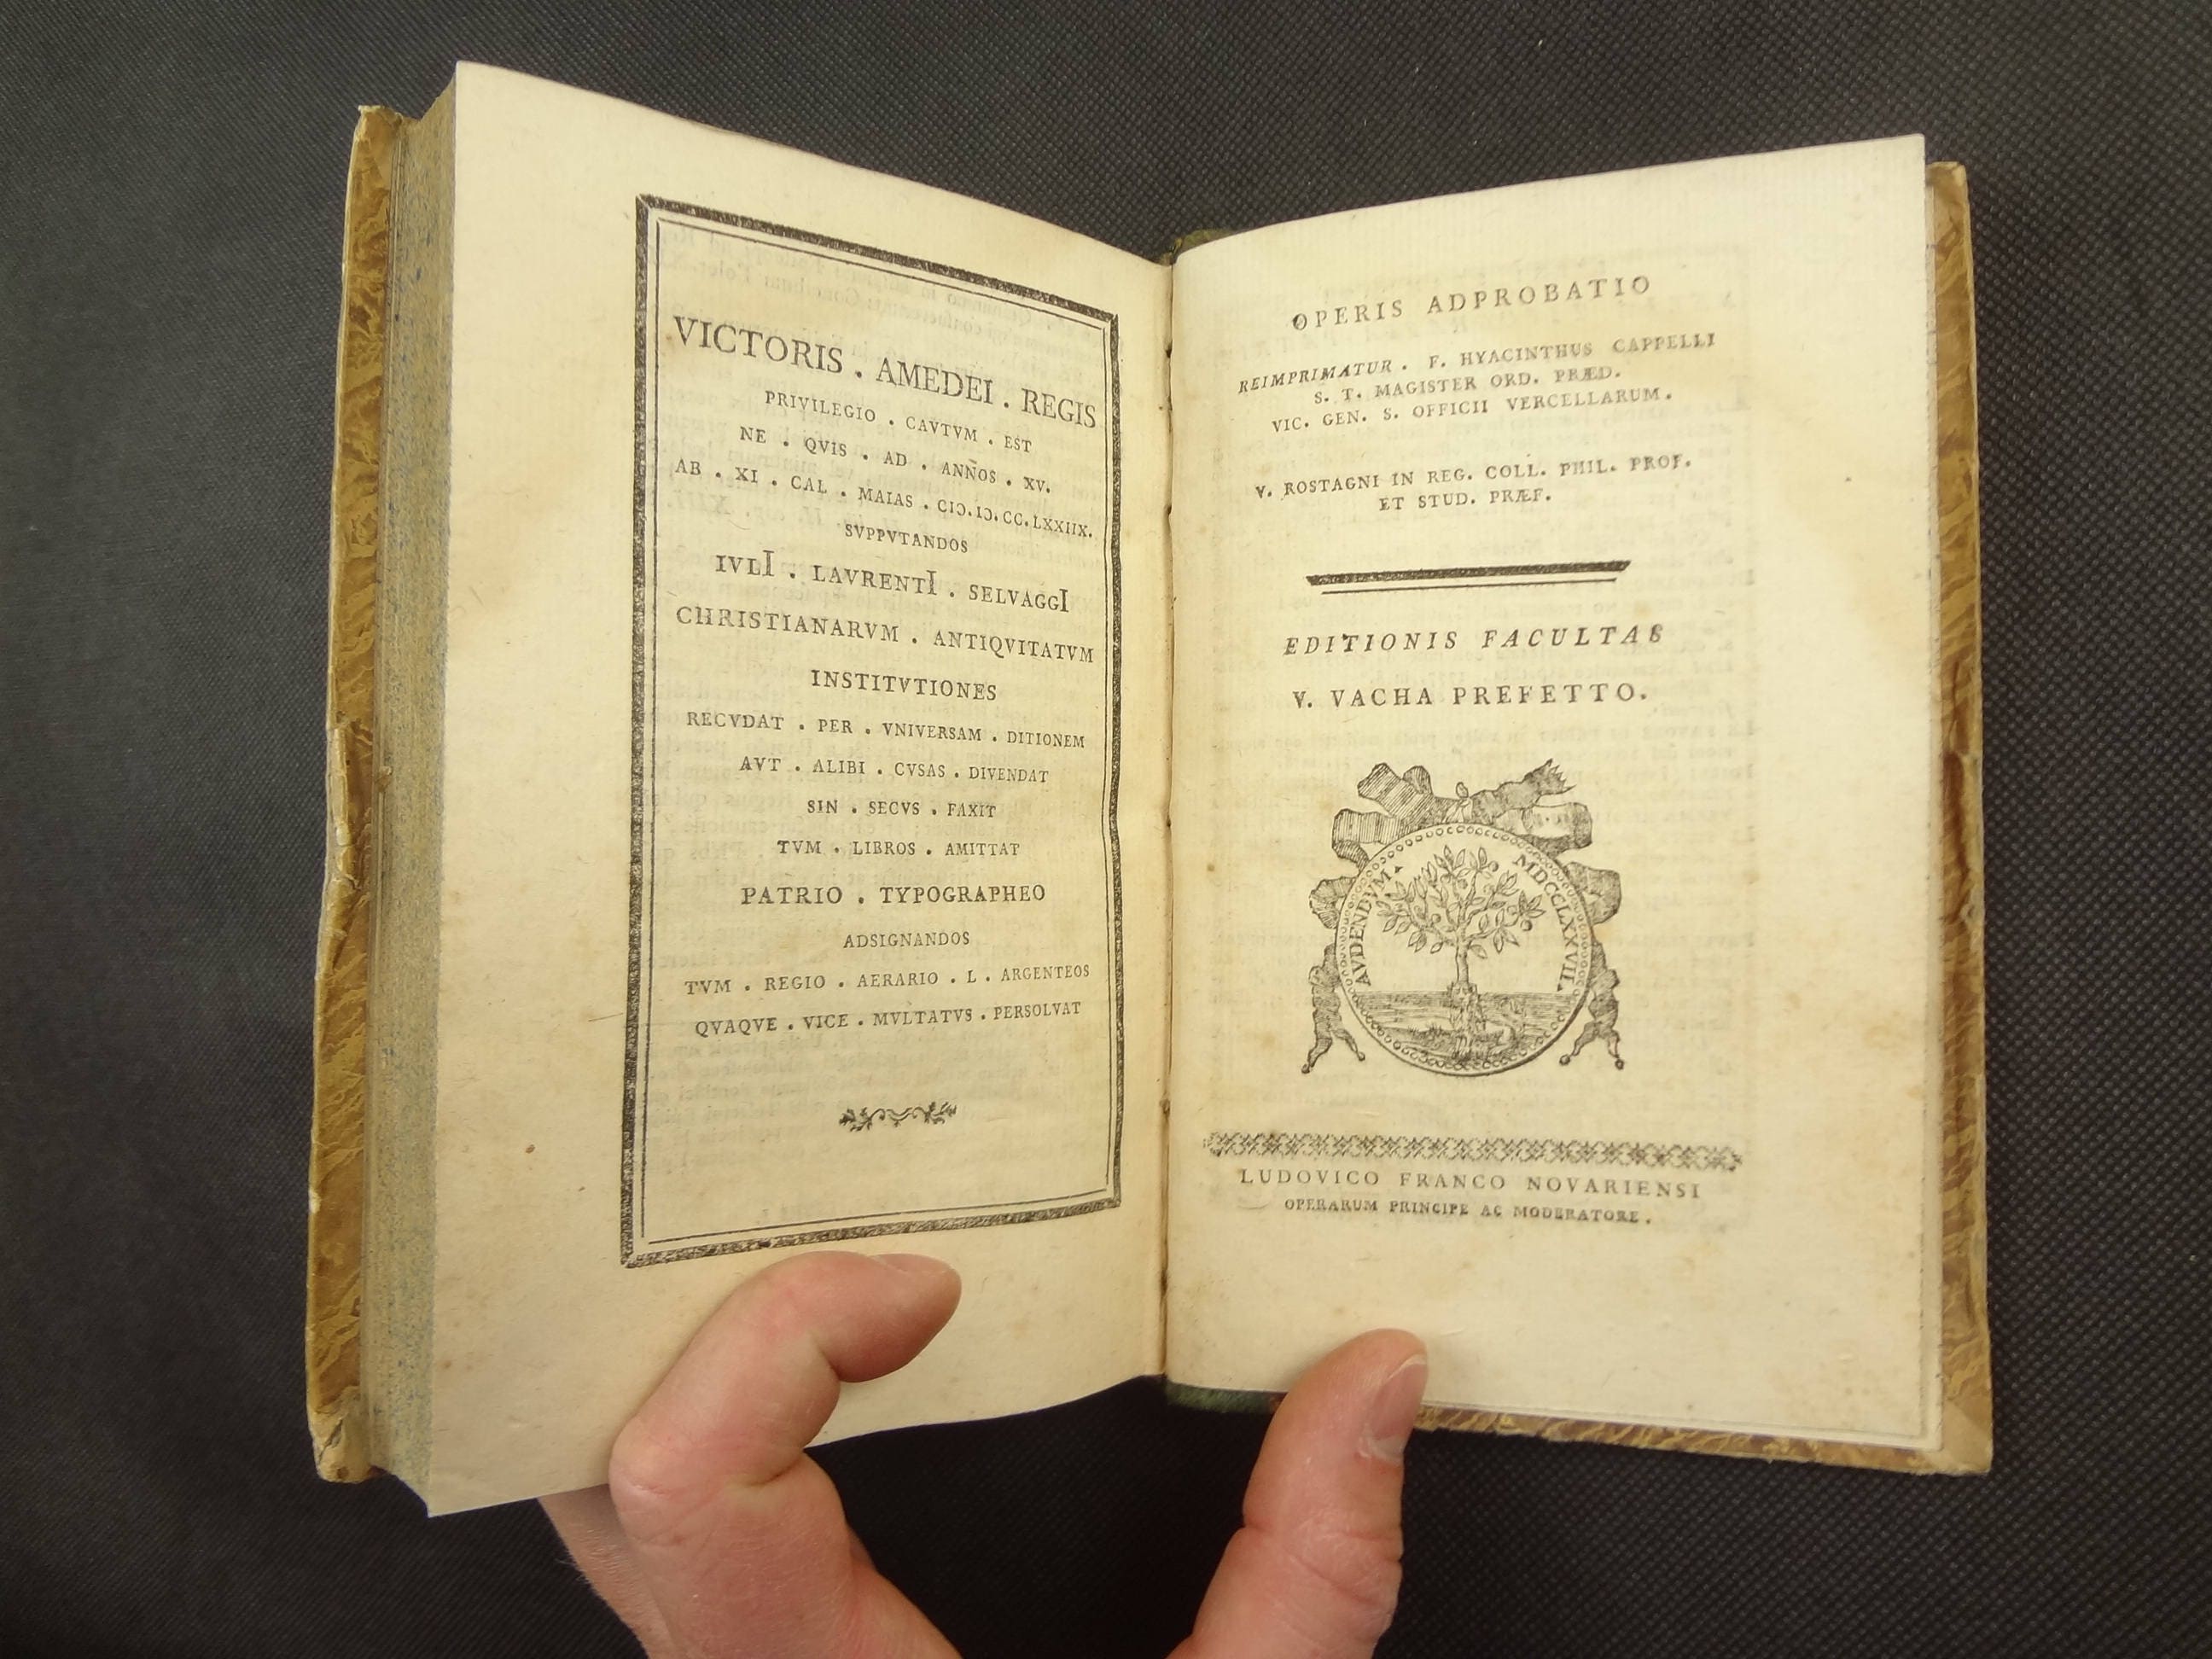 VICTORIS . AMEDEI . REGIS
PRIVILEGIO . CAVTVM . EST
NE . QVIS . AD . ANNOS . XV.
AB . XI . CAL . MAIAS . CIↃ.IↃ.CC.LXXIIX.
SVPPVTANDOS
IVLI . LAVRENTI . SELVAGGI
CHRISTIANARVM . ANTIQVITATVM
INSTITVTIONES
RECVDAT . PER . VNIVERSAM . DITIONEM
AVT . ALIBI . CVSAS . DIVENDAT
SIN . SECVS . FAXIT
TVM . LIBROS . AMITTAT
PATRIO . TYPOGRAPHEO
ADSIGNANDOS
TVM . REGIO . AERARIO . L . ARGENTEOS
QVAQVE . VICE . MVLTATVS . PERSOLVAT
OPERIS ADPROBATIO
REIMPRIMATUR . F. HYACINTHUS CAPPELLI
S. T. MAGISTER ORD. PRÆD.
VIC. GEN. S. OFFICII VERCELLARUM.
V. ROSTAGNI IN REG. COLL. PHIL. PROF.
ET STUD. PRÆF.
EDITIONIS FACULTAS
V. VACHA PREFETTO.
AVDENDVM
MDCCLXXVII
LUDOVICO FRANCO NOVARIENSI
OPERARUM PRINCIPE AC MODERATORE.